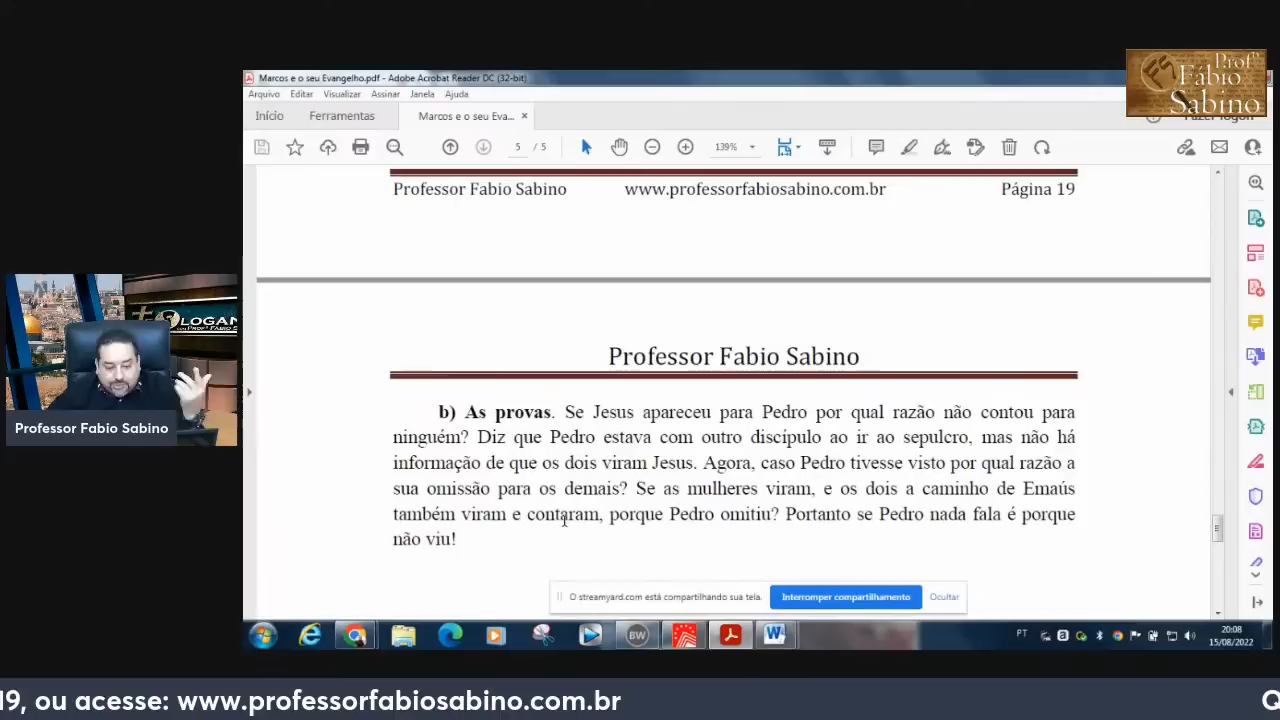 Prof°
Fábio
Sabino
Marcos e o seu Evangelho.pdf - Adobe Acrobat Reader DC (32-bit)
Arquivo Editar Visualizar Assinar Janela Ajuda
Início Ferramentas Marcos e o seu Eva... ×
5 / 5 139%
Professor Fabio Sabino www.professorfabiosabino.com.br Página 19
Professor Fabio Sabino
b) As provas. Se Jesus apareceu para Pedro por qual razão não contou para
ninguém? Diz que Pedro estava com outro discípulo ao ir ao sepulcro, mas não há
informação de que os dois viram Jesus. Agora, caso Pedro tivesse visto por qual razão a
sua omissão para os demais? Se as mulheres viram, e os dois a caminho de Emaús
também viram e contaram, porque Pedro omitiu? Portanto se Pedro nada fala é porque
não viu!
Professor Fabio Sabino
O streamyard.com está compartilhando sua tela. Interromper compartilhamento Ocultar
BW PT 20:08
15/08/2022
19, ou acesse: www.professorfabiosabino.com.br